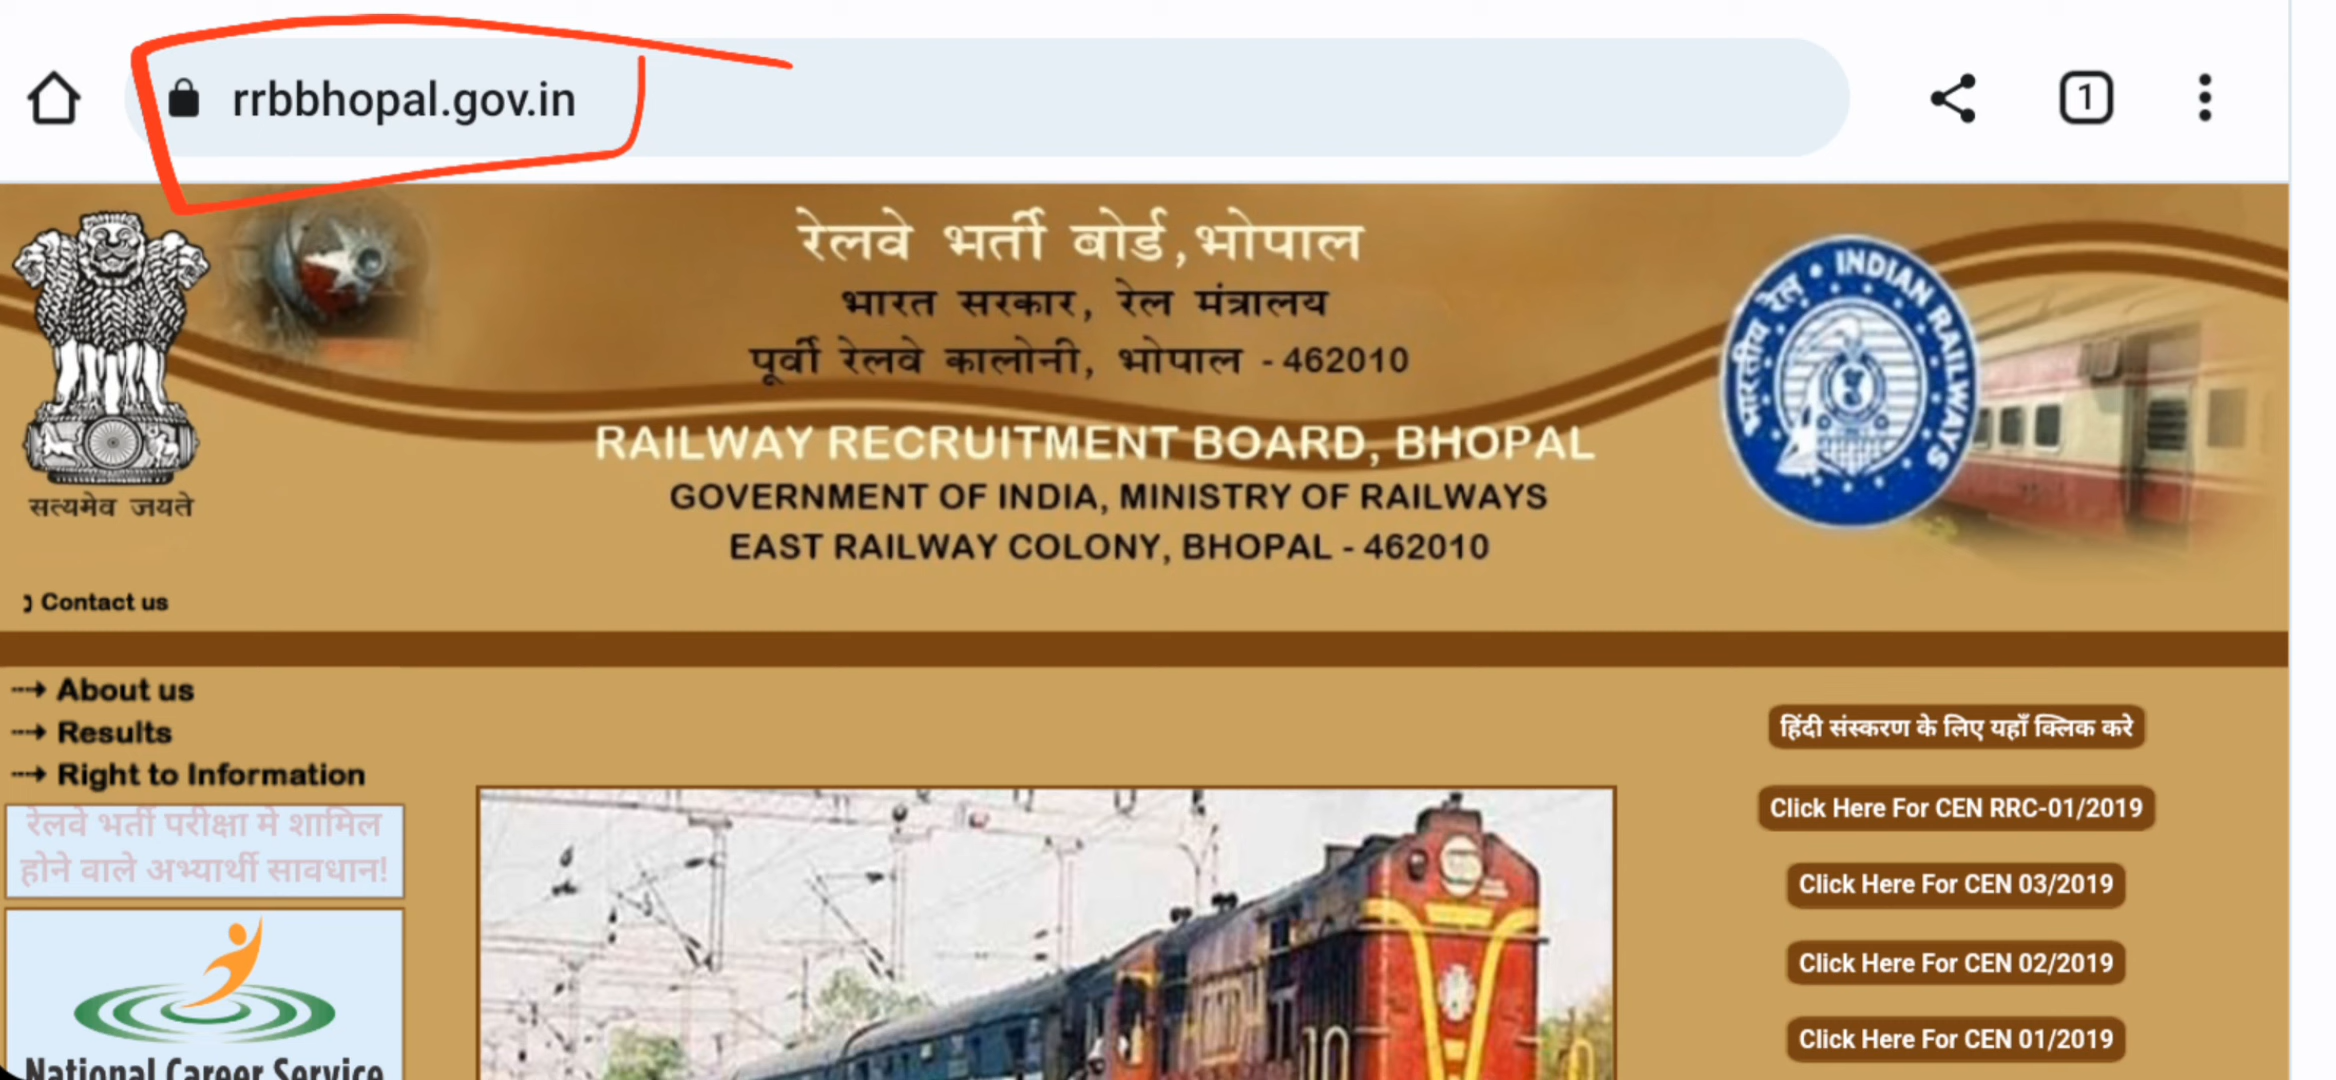 rrbbhopal.gov.in
1
रेलवे भर्ती बोर्ड,भोपाल
भारत सरकार, रेल मंत्रालय
पूर्वी रेलवे कालोनी, भोपाल - 462010
RAILWAY RECRUITMENT BOARD, BHOPAL
GOVERNMENT OF INDIA, MINISTRY OF RAILWAYS
EAST RAILWAY COLONY, BHOPAL - 462010
सत्यमेव जयते
भारतीय रेल • INDIAN RAILWAYS
Contact us
About us
Results
Right to Information
रेलवे भर्ती परीक्षा मे शामिल
होने वाले अभ्यार्थी सावधान!
National Career Service
हिंदी संस्करण के लिए यहाँ क्लिक करे
Click Here For CEN RRC-01/2019
Click Here For CEN 03/2019
Click Here For CEN 02/2019
Click Here For CEN 01/2019